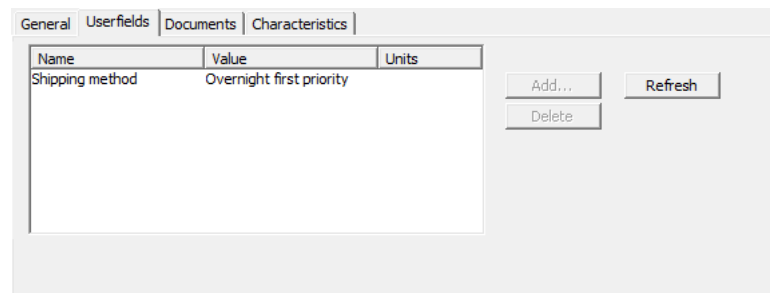 General Userfields Documents Characteristics
Name Value Units
Shipping method Overnight first priority
Add... Refresh
Delete